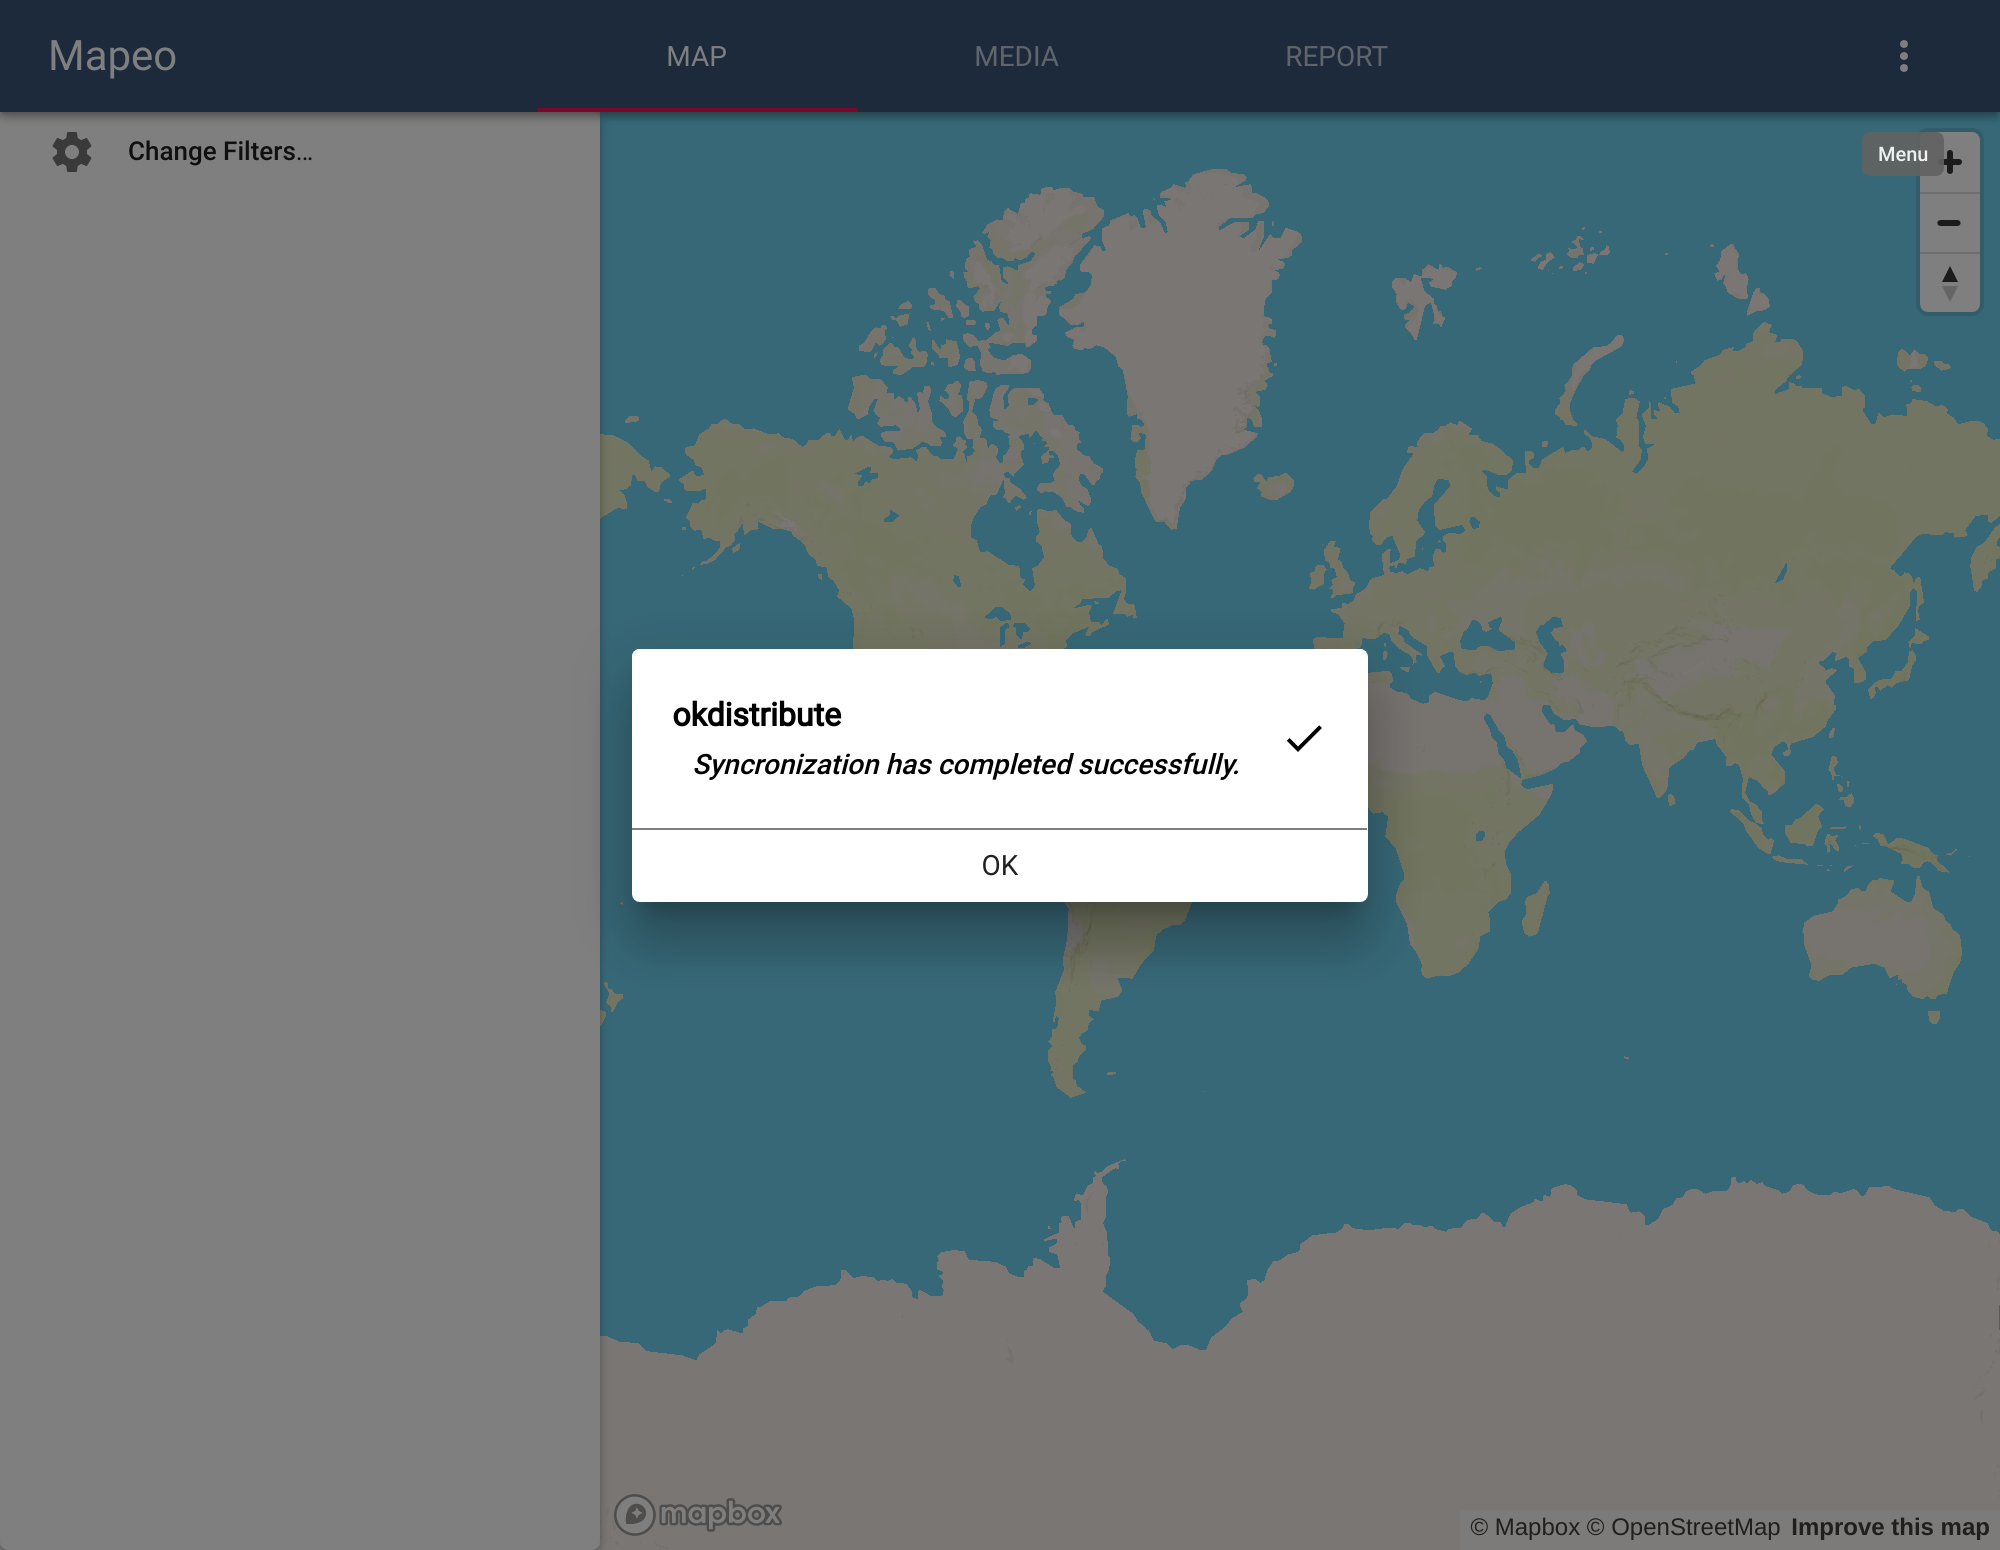 Mapeo
MAP
MEDIA
REPORT
Change Filters...
Menu
okdistribute
Syncronization has completed successfully.
OK
mapbox
© Mapbox © OpenStreetMap Improve this map